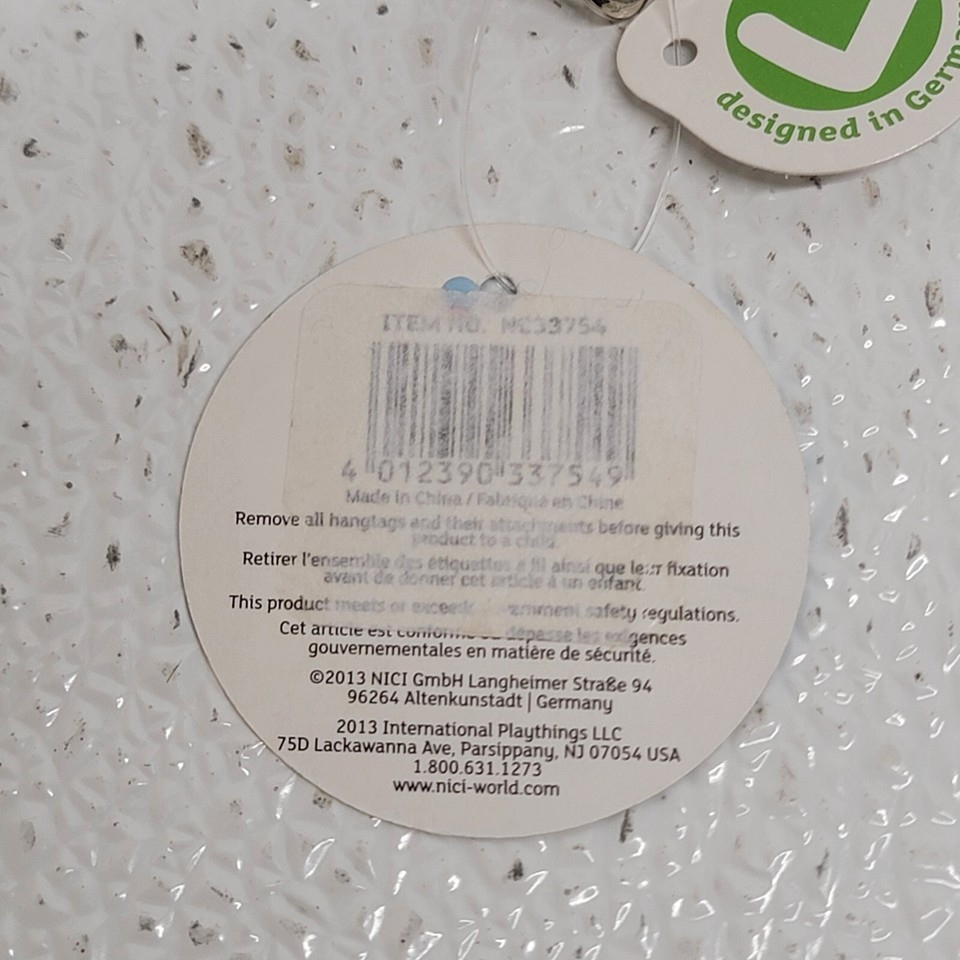 designed in Germa
ITEM NO. NC33754
4 012390 337549
Made in China / Fabriqué en Chine
Remove all hangtags and their attachments before giving this
product to a child.
Retirer l'ensemble des étiquettes à fil ainsi que leur fixation
avant de donner cet article à un enfant.
This product meets or exceeds safety regulations.
Cet article est conforme ou dépasse les exigences
gouvernementales en matière de sécurité.
©2013 NICI GmbH Langheimer Straße 94
96264 Altenkunstadt | Germany
2013 International Playthings LLC
75D Lackawanna Ave, Parsippany, NJ 07054 USA
1.800.631.1273
www.nici-world.com